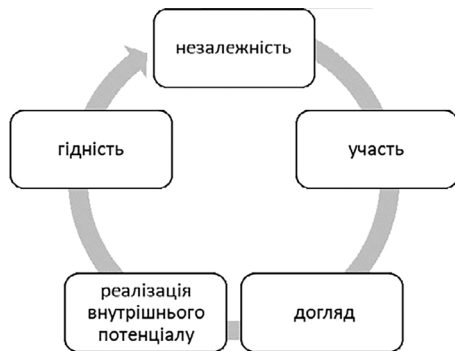 незалежність
участь
догляд
реалізація
внутрішнього
потенціалу
гідність